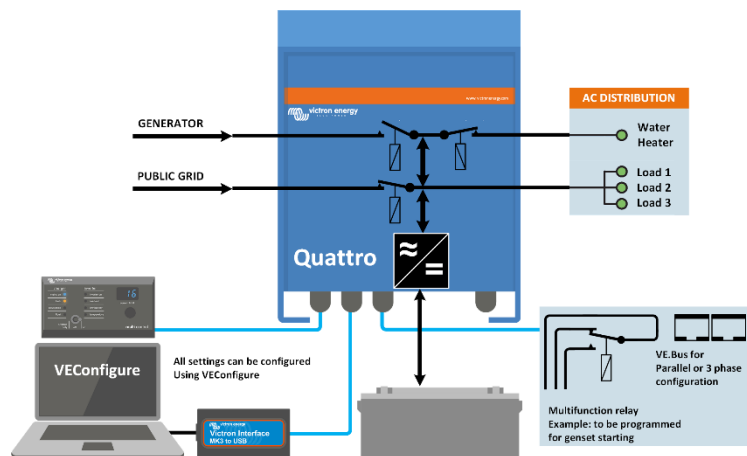 victron energy
www.victronenergy.com
AC DISTRIBUTION
GENERATOR
Water
Heater
PUBLIC GRID
Load 1
Load 2
Load 3
Quattro
16
VEConfigure
All settings can be configured
Using VEConfigure
Victron Interface
MK3 to USB
VE.Bus for
Parallel or 3 phase
configuration
Multifunction relay
Example: to be programmed
for genset starting